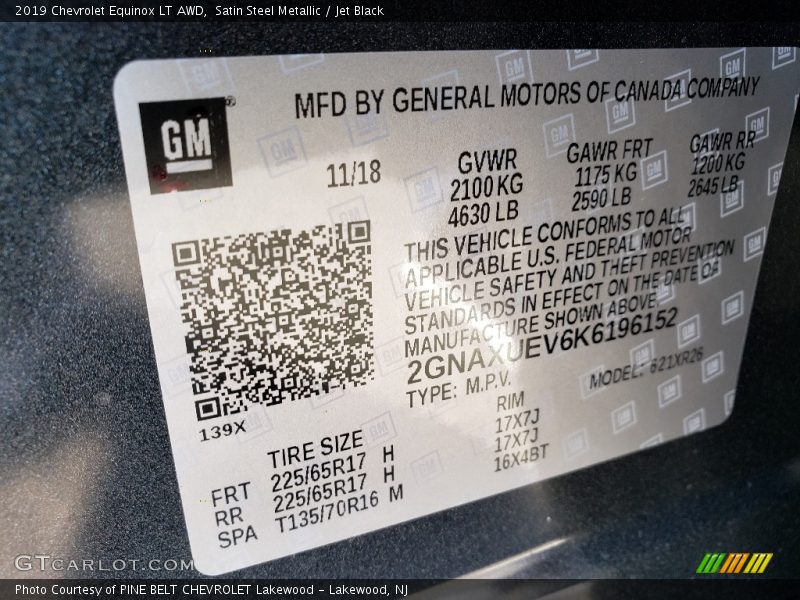 2019 Chevrolet Equinox LT AWD, Satin Steel Metallic / Jet Black
GM
MFD BY GENERAL MOTORS OF CANADA COMPANY
11/18
GVWR
2100 KG
4630 LB
GAWR FRT
1175 KG
2590 LB
GAWR RR
1200 KG
2645 LB
THIS VEHICLE CONFORMS TO ALL
APPLICABLE U.S. FEDERAL MOTOR
VEHICLE SAFETY AND THEFT PREVENTION
STANDARDS IN EFFECT ON THE DATE OF
MANUFACTURE SHOWN ABOVE.
2GNAXUEV6K6196152
TYPE: M.P.V.
MODEL: 621XR26
139X
TIRE SIZE RIM
FRT 225/65R17 H 17X7J
RR 225/65R17 H 17X7J
SPA T135/70R16 M 16X4BT
GTCARLOT.COM
Photo Courtesy of PINE BELT CHEVROLET Lakewood - Lakewood, NJ